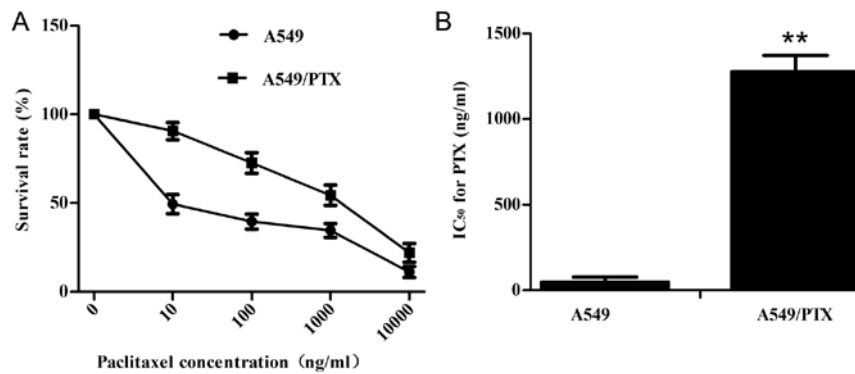 A
A549
A549/PTX
Survival rate (%)
150
100
50
0
0
10
100
1000
10000
Paclitaxel concentration (ng/ml)
B
**
IC₅₀ for PTX (ng/ml)
1500
1000
500
0
A549
A549/PTX